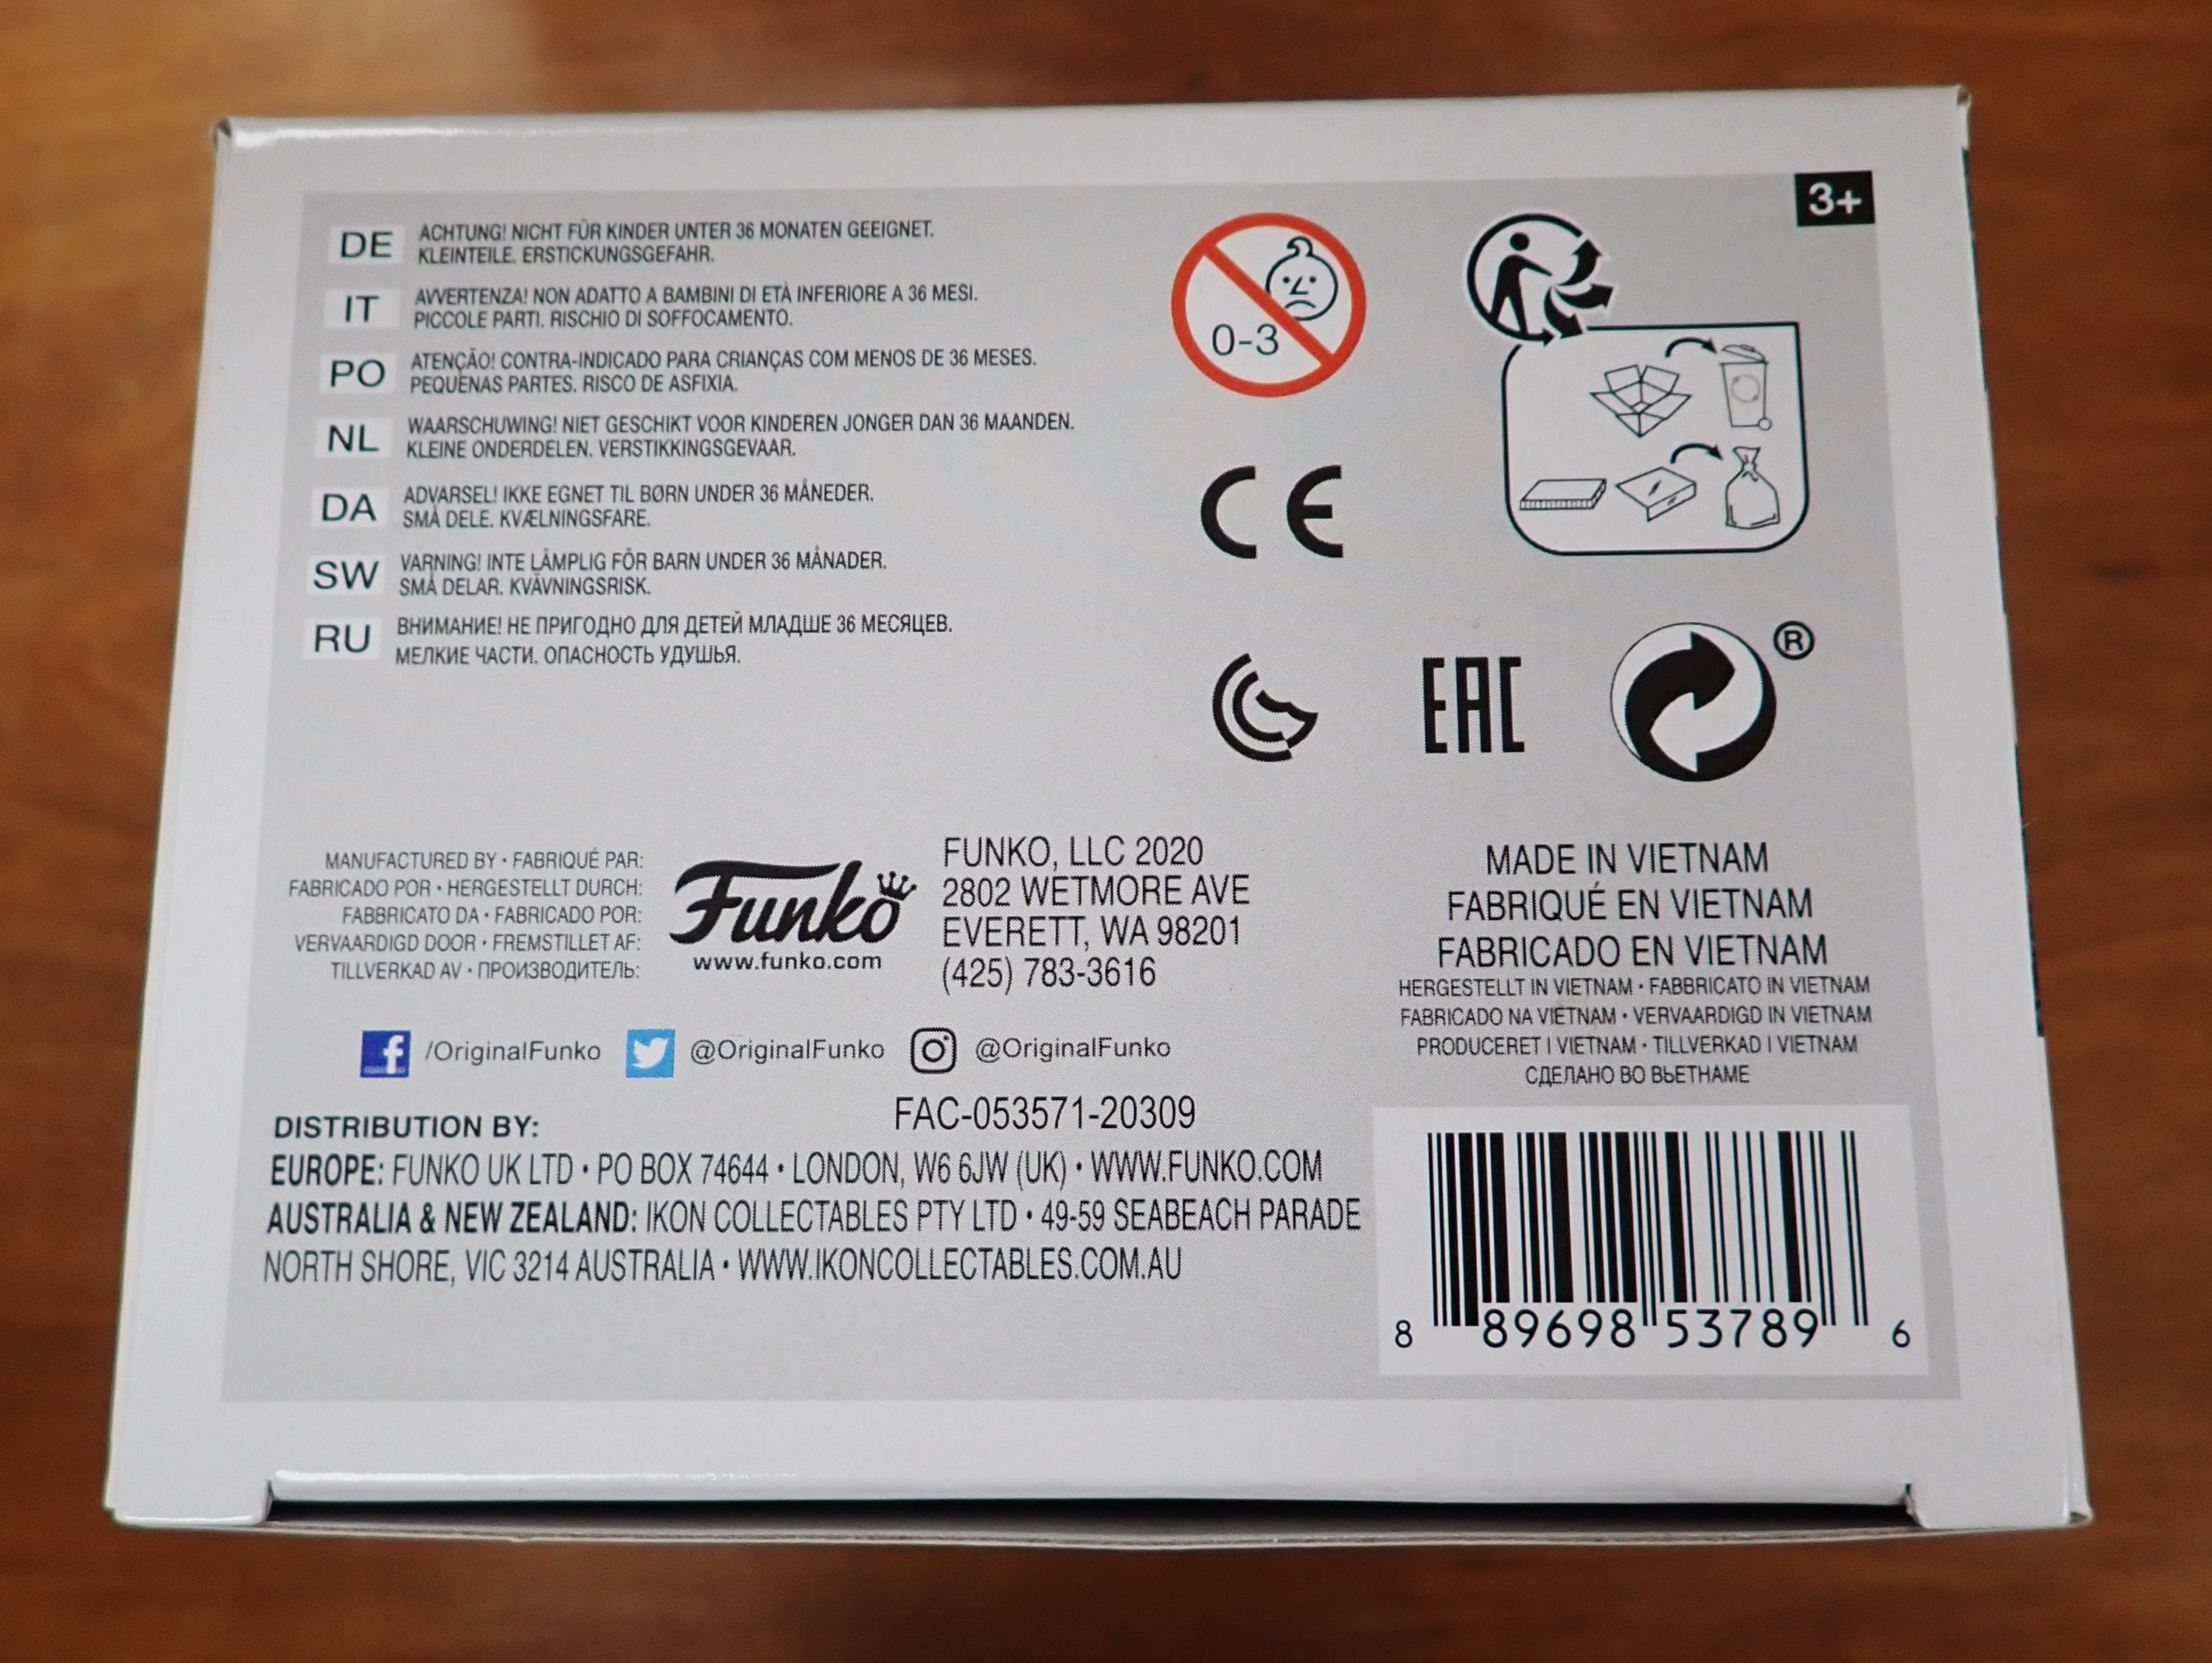 3+
DE
ACHTUNG! NICHT FÜR KINDER UNTER 36 MONATEN GEEIGNET.
KLEINTEILE. ERSTICKUNGSGEFAHR.
IT
AVVERTENZA! NON ADATTO A BAMBINI DI ETÀ INFERIORE A 36 MESI.
PICCOLE PARTI. RISCHIO DI SOFFOCAMENTO.
PO
ATENÇÃO! CONTRA-INDICADO PARA CRIANÇAS COM MENOS DE 36 MESES.
PEQUENAS PARTES. RISCO DE ASFIXIA.
NL
WAARSCHUWING! NIET GESCHIKT VOOR KINDEREN JONGER DAN 36 MAANDEN.
KLEINE ONDERDELEN. VERSTIKKINGSGEVAAR.
DA
ADVARSEL! IKKE EGNET TIL BØRN UNDER 36 MÅNEDER.
SMÅ DELE. KVÆLNINGSFARE.
SW
VARNING! INTE LÄMPLIG FÖR BARN UNDER 36 MÅNADER.
SMÅ DELAR. KVÄVNINGSRISK.
RU
ВНИМАНИЕ! НЕ ПРИГОДНО ДЛЯ ДЕТЕЙ МЛАДШЕ 36 МЕСЯЦЕВ.
МЕЛКИЕ ЧАСТИ. ОПАСНОСТЬ УДУШЬЯ.
0-3
CE
EAC
®
MANUFACTURED BY • FABRIQUÉ PAR:
FABRICADO POR • HERGESTELLT DURCH:
FABBRICATO DA • FABRICADO POR:
VERVAARDIGD DOOR • FREMSTILLET AF:
TILLVERKAD AV • ПРОИЗВОДИТЕЛЬ:
Funko
www.funko.com
FUNKO, LLC 2020
2802 WETMORE AVE
EVERETT, WA 98201
(425) 783-3616
MADE IN VIETNAM
FABRIQUÉ EN VIETNAM
FABRICADO EN VIETNAM
HERGESTELLT IN VIETNAM • FABBRICATO IN VIETNAM
FABRICADO NA VIETNAM • VERVAARDIGD IN VIETNAM
PRODUCERET I VIETNAM • TILLVERKAD I VIETNAM
СДЕЛАНО ВО ВЬЕТНАМЕ
f /OriginalFunko @OriginalFunko @OriginalFunko
FAC-053571-20309
DISTRIBUTION BY:
EUROPE: FUNKO UK LTD • PO BOX 74644 • LONDON, W6 6JW (UK) • WWW.FUNKO.COM
AUSTRALIA & NEW ZEALAND: IKON COLLECTABLES PTY LTD • 49-59 SEABEACH PARADE
NORTH SHORE, VIC 3214 AUSTRALIA • WWW.IKONCOLLECTABLES.COM.AU
8 89698 53789 6